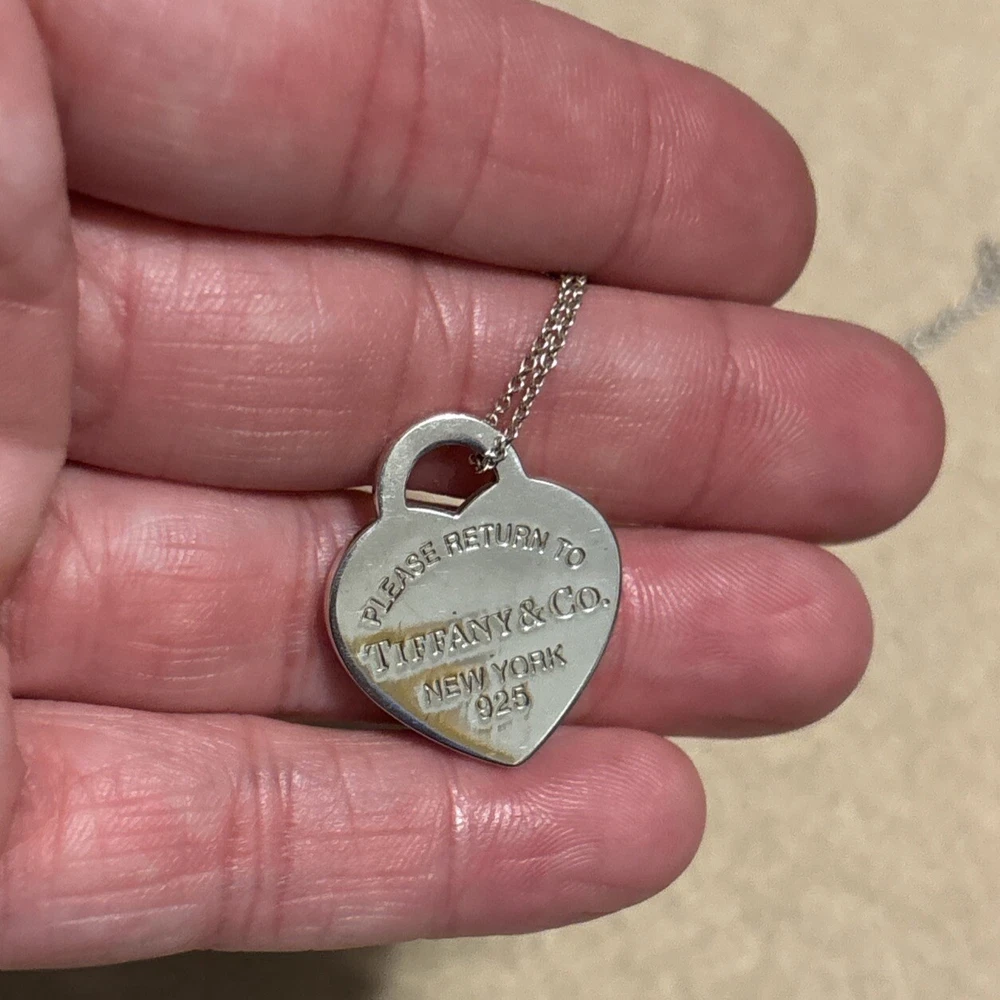 PLEASE RETURN TO
TIFFANY & CO.
NEW YORK
925